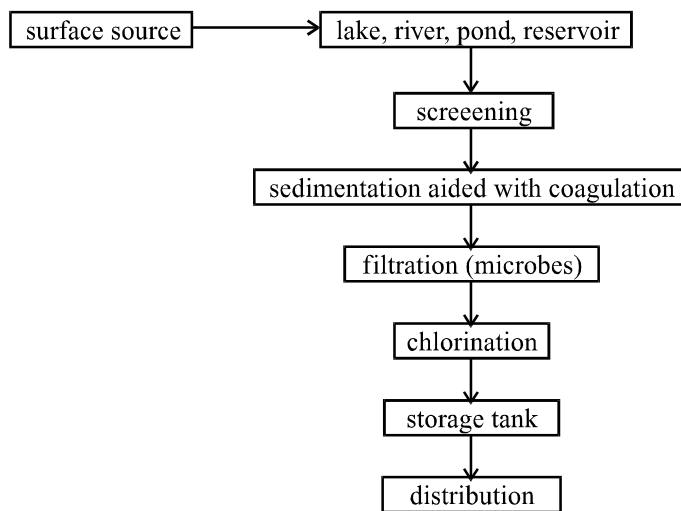 surface source
lake, river, pond, reservoir
screeening
sedimentation aided with coagulation
filtration (microbes)
chlorination
storage tank
distribution